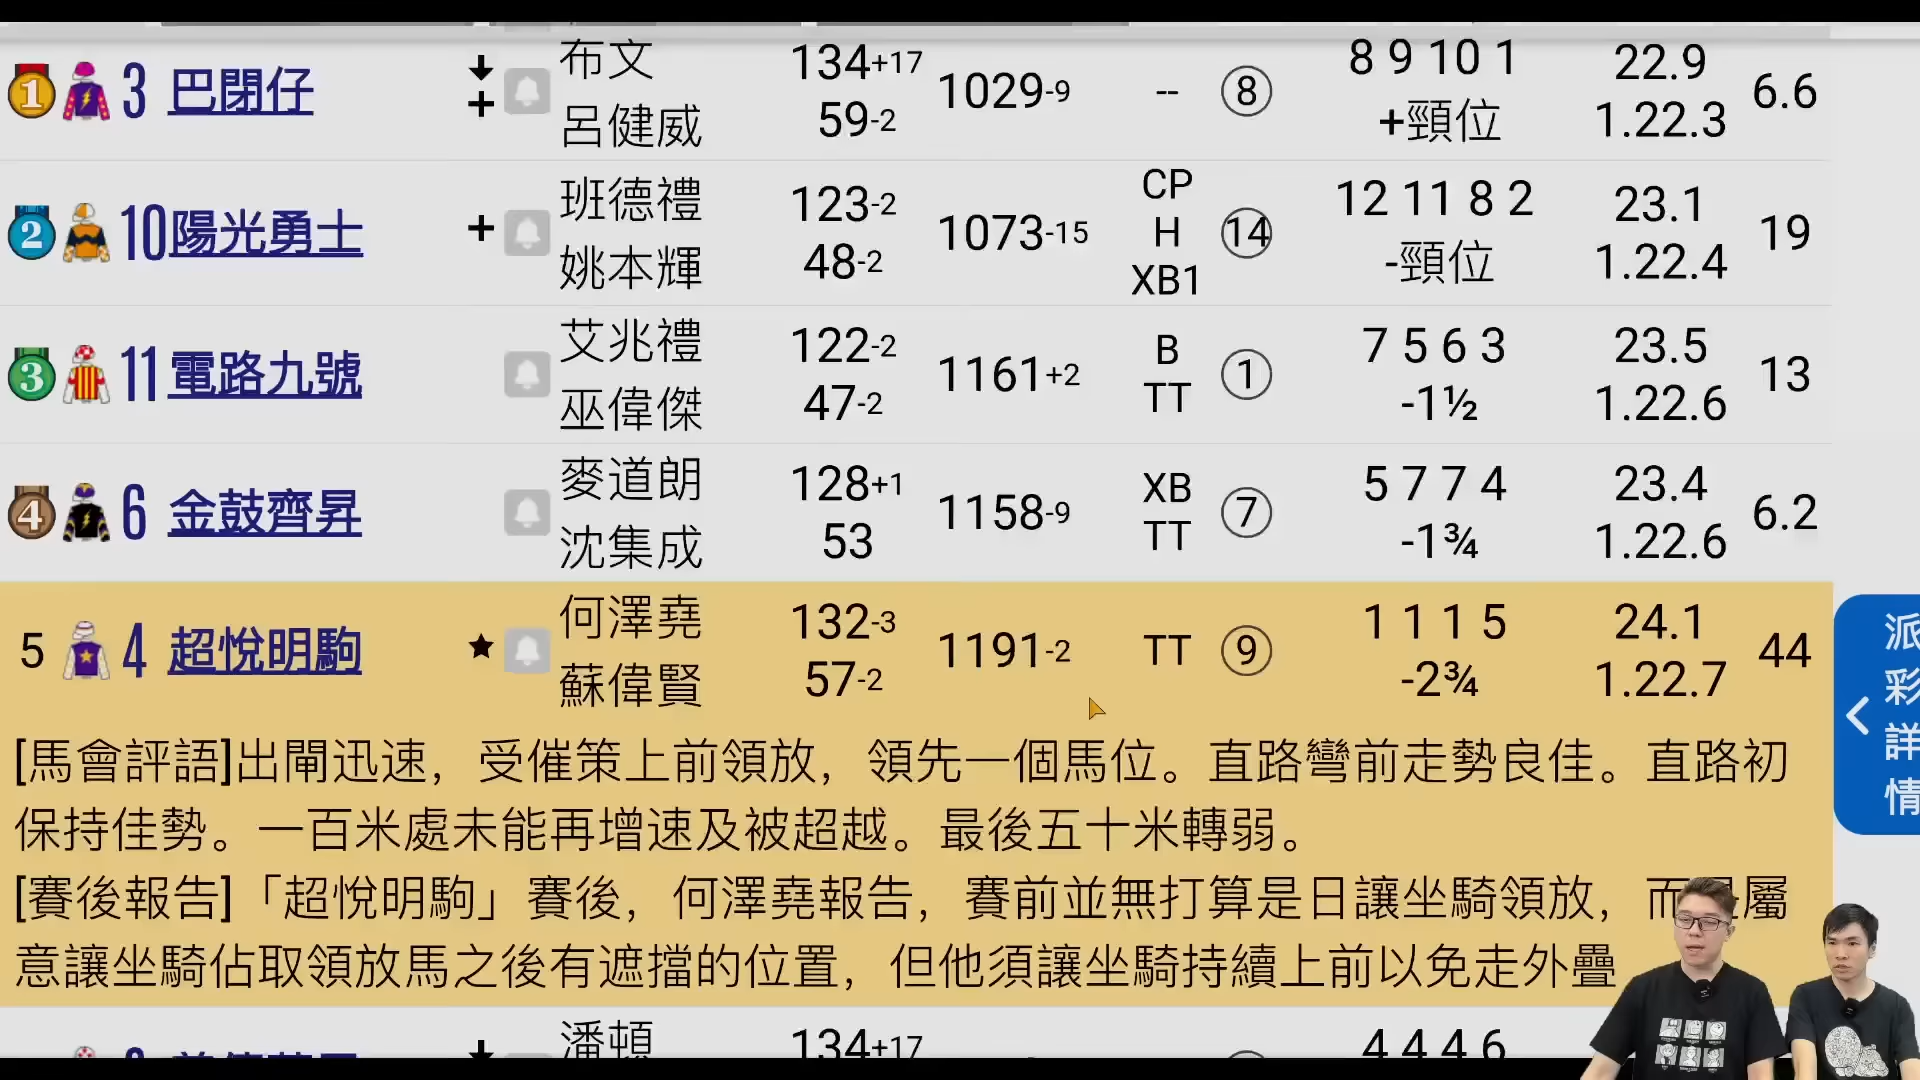 1 3 巴閉仔 布文 134+17 1029-9 -- 8 8 9 10 1 22.9 6.6
+ 呂健威 59-2 +頸位 1.22.3
2 10 陽光勇士 + 班德禮 123-2 1073-15 CP 14 12 11 8 2 23.1 19
H
姚本輝 48-2 XB1 -頸位 1.22.4
3 11 電路九號 艾兆禮 122-2 1161+2 B 1 7 5 6 3 23.5 13
巫偉傑 47-2 TT -1½ 1.22.6
4 6 金鼓齊昇 麥道朗 128+1 1158-9 XB 7 5 7 7 4 23.4 6.2
沈集成 53 TT -1¾ 1.22.6
5 4 超悅明駒 何澤堯 132-3 1191-2 TT 9 1 1 1 5 24.1 44
蘇偉賢 57-2 -2¾ 1.22.7
[馬會評語]出閘迅速，受催策上前領放，領先一個馬位。直路彎前走勢良佳。直路初
保持佳勢。一百米處未能再增速及被超越。最後五十米轉弱。
[賽後報告]「超悅明駒」賽後，何澤堯報告，賽前並無打算是日讓坐騎領放，而是屬
意讓坐騎佔取領放馬之後有遮擋的位置，但他須讓坐騎持續上前以免走外疊
潘頓 134+17 4 4 4 6
派彩詳情